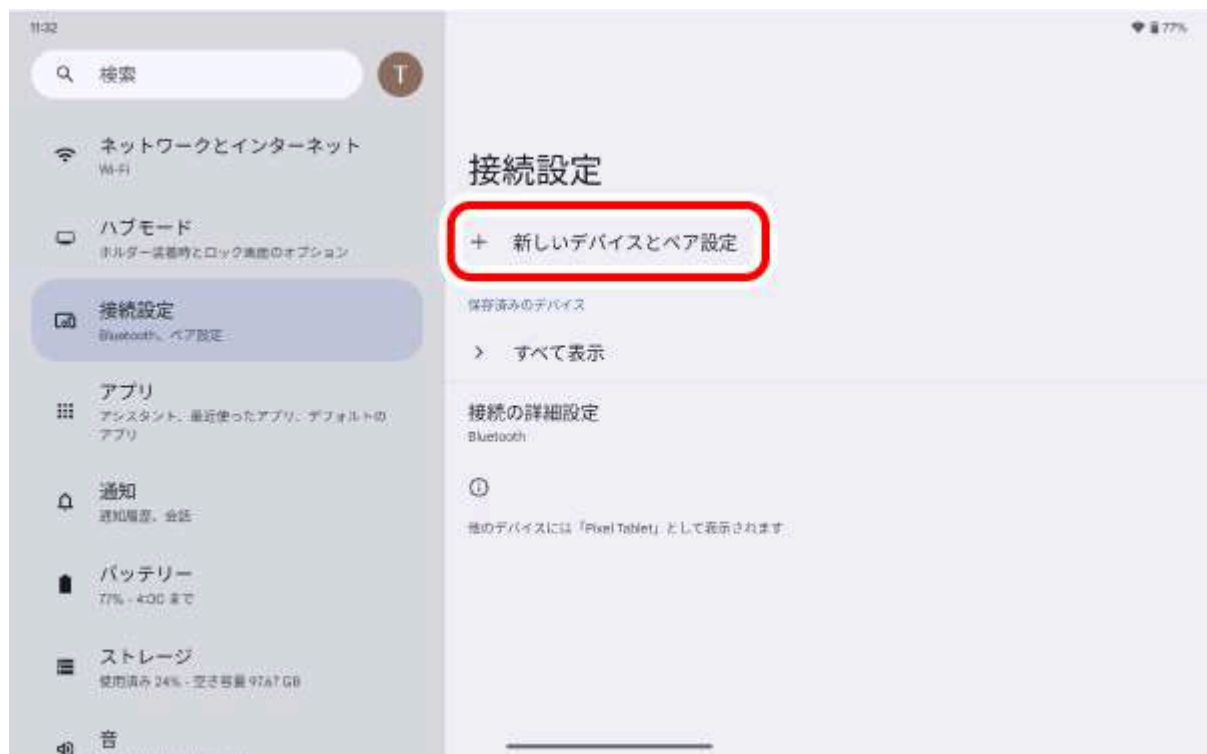 11:32
77%
検索
T
ネットワークとインターネット
Wi-Fi
ハブモード
ホルダー装着時とロック画面のオプション
接続設定
Bluetooth、ペア設定
アプリ
アシスタント、最近使ったアプリ、デフォルトの
アプリ
通知
通知履歴、会話
バッテリー
77% - 4:00 まで
ストレージ
使用済み 24% - 空き容量 97.67 GB
音
接続設定
+ 新しいデバイスとペア設定
保存済みのデバイス
すべて表示
接続の詳細設定
Bluetooth
他のデバイスには「Pixel Tablet」として表示されます